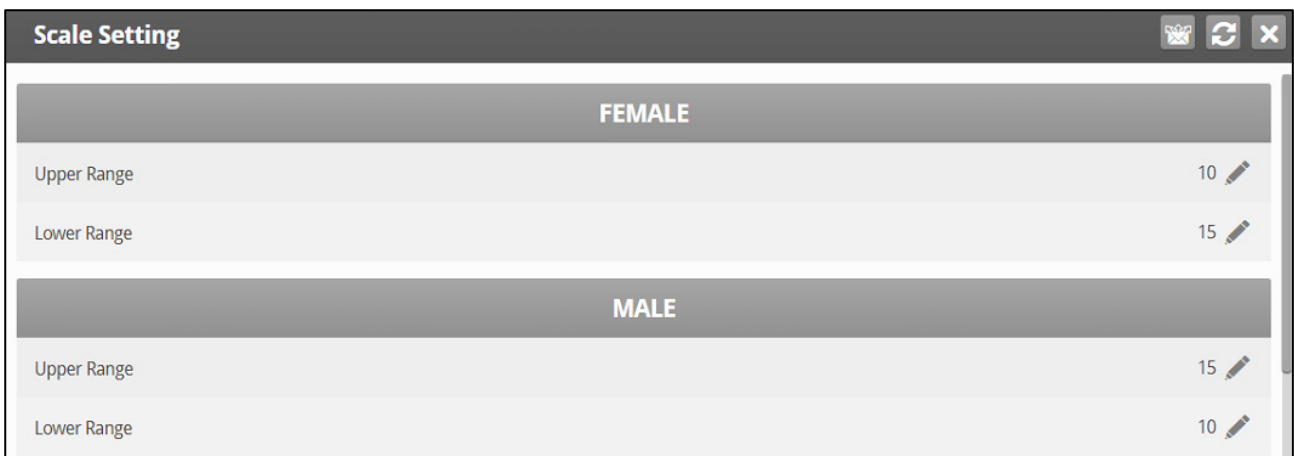 Scale Setting
FEMALE
Upper Range 10
Lower Range 15
MALE
Upper Range 15
Lower Range 10